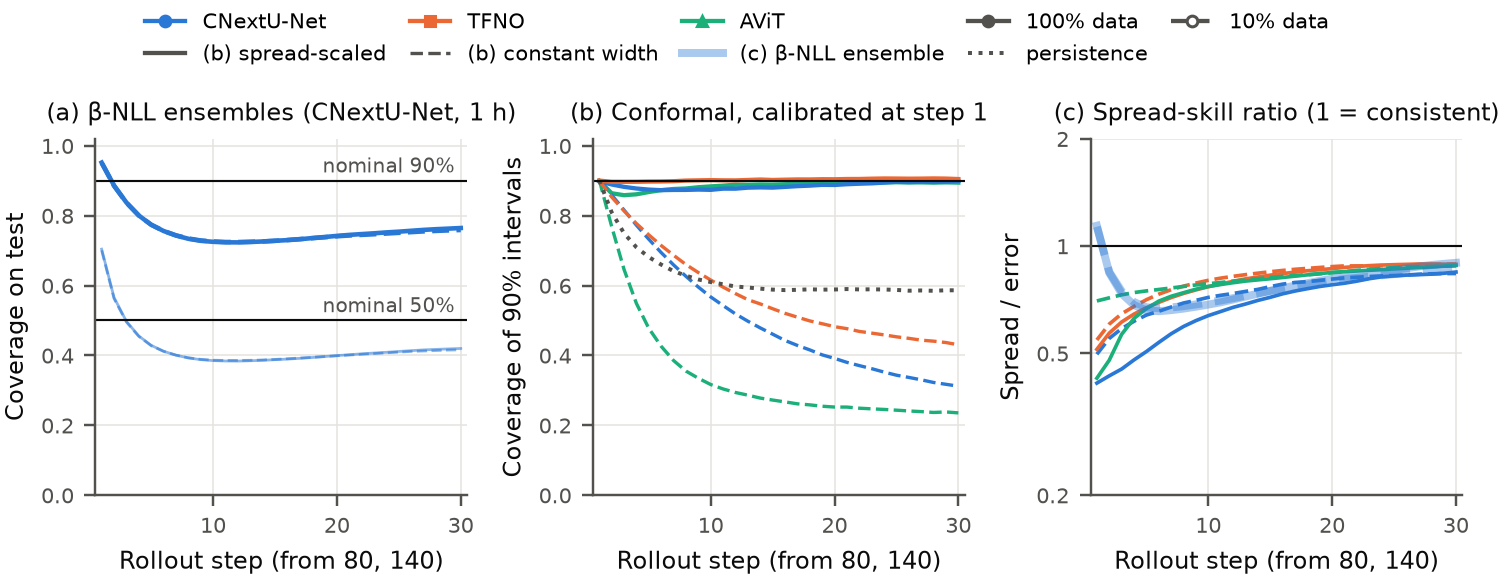 CNextU-Net TFNO AViT 100% data 10% data
(b) spread-scaled (b) constant width (c) β-NLL ensemble persistence
(a) β-NLL ensembles (CNextU-Net, 1 h)
1.0
0.8
0.6
0.4
0.2
0.0
Coverage on test
nominal 90%
nominal 50%
10 20 30
Rollout step (from 80, 140)
(b) Conformal, calibrated at step 1
1.0
0.8
0.6
0.4
0.2
0.0
Coverage of 90% intervals
10 20 30
Rollout step (from 80, 140)
(c) Spread-skill ratio (1 = consistent)
2
1
0.5
0.2
Spread / error
10 20 30
Rollout step (from 80, 140)